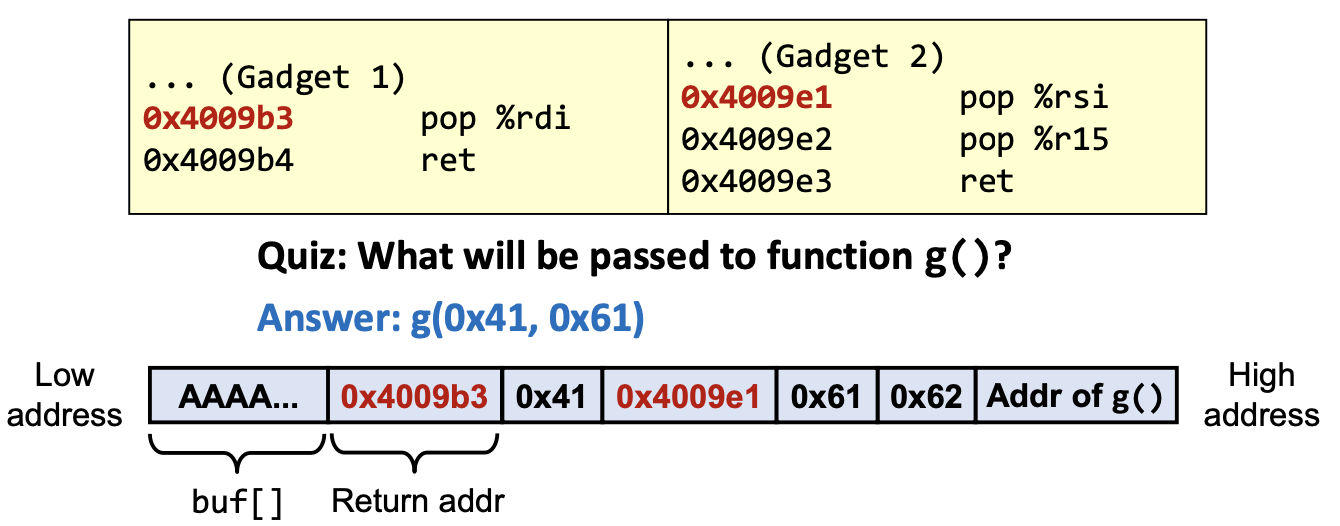 ... (Gadget 1)
0x4009b3 pop %rdi
0x4009b4 ret
... (Gadget 2)
0x4009e1 pop %rsi
0x4009e2 pop %r15
0x4009e3 ret
Quiz: What will be passed to function g()?
Answer: g(0x41, 0x61)
Low address
AAAA... 0x4009b3 0x41 0x4009e1 0x61 0x62 Addr of g()
High address
buf[] Return addr